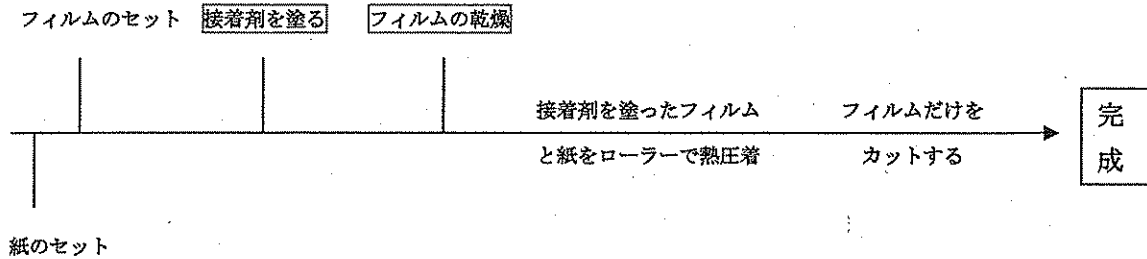 フィルムのセット 接着剤を塗る フィルムの乾燥
接着剤を塗ったフィルム フィルムだけを
と紙をローラーで熱圧着 カットする
完成
紙のセット